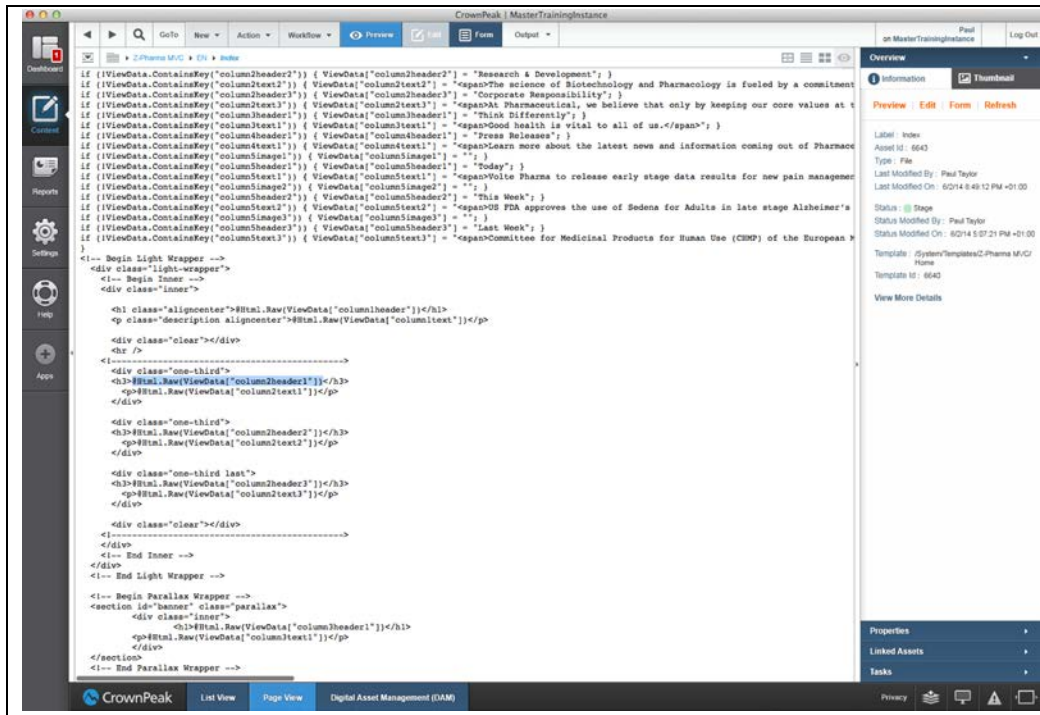 CrownPeak | MasterTrainingInstance
GoTo New Action Workflow Preview Edit Form Output
Paul
on MasterTrainingInstance
Log Out
1
Dashboard
Content
Reports
Settings
Help
Apps
Z-Pharma MVC EN Index
if (!ViewData.ContainsKey("column2header2")) { ViewData["column2header2"] = "Research & Development"; }
if (!ViewData.ContainsKey("column2text2")) { ViewData["column2text2"] = "<span>The science of Biotechnology and Pharmacology is fueled by a commitment
if (!ViewData.ContainsKey("column2header3")) { ViewData["column2header3"] = "Corporate Responsibility"; }
if (!ViewData.ContainsKey("column2text3")) { ViewData["column2text3"] = "<span>At Pharmaceutical, we believe that only by keeping our core values at t
if (!ViewData.ContainsKey("column3header1")) { ViewData["column3header1"] = "Think Differently"; }
if (!ViewData.ContainsKey("column3text1")) { ViewData["column3text1"] = "<span>Good health is vital to all of us.</span>"; }
if (!ViewData.ContainsKey("column4header1")) { ViewData["column4header1"] = "Press Releases"; }
if (!ViewData.ContainsKey("column4text1")) { ViewData["column4text1"] = "<span>Learn more about the latest news and information coming out of Pharmace
if (!ViewData.ContainsKey("column5image1")) { ViewData["column5image1"] = ""; }
if (!ViewData.ContainsKey("column5header1")) { ViewData["column5header1"] = "Today"; }
if (!ViewData.ContainsKey("column5text1")) { ViewData["column5text1"] = "<span>Volte Pharma to release early stage data results for new pain managemen
if (!ViewData.ContainsKey("column5image2")) { ViewData["column5image2"] = ""; }
if (!ViewData.ContainsKey("column5header2")) { ViewData["column5header2"] = "This Week"; }
if (!ViewData.ContainsKey("column5text2")) { ViewData["column5text2"] = "<span>US FDA approves the use of Sedena for Adults in late stage Alzheimer's
if (!ViewData.ContainsKey("column5image3")) { ViewData["column5image3"] = ""; }
if (!ViewData.ContainsKey("column5header3")) { ViewData["column5header3"] = "Last Week"; }
if (!ViewData.ContainsKey("column5text3")) { ViewData["column5text3"] = "<span>Committee for Medicinal Products for Human Use (CHMP) of the European M
}
<!-- Begin Light Wrapper -->
<div class="light-wrapper">
<!-- Begin Inner -->
<div class="inner">
<h1 class="aligncenter">@Html.Raw(ViewData["column1header"])</h1>
<p class="description aligncenter">@Html.Raw(ViewData["column1text"])</p>
<div class="clear"></div>
<hr />
<!--------------------------------------------->
<div class="one-third">
<h3>@Html.Raw(ViewData["column2header1"])</h3>
<p>@Html.Raw(ViewData["column2text1"])</p>
</div>
<div class="one-third">
<h3>@Html.Raw(ViewData["column2header2"])</h3>
<p>@Html.Raw(ViewData["column2text2"])</p>
</div>
<div class="one-third last">
<h3>@Html.Raw(ViewData["column2header3"])</h3>
<p>@Html.Raw(ViewData["column2text3"])</p>
</div>
<div class="clear"></div>
<!--------------------------------------------->
</div>
<!-- End Inner -->
</div>
<!-- End Light Wrapper -->
<!-- Begin Parallax Wrapper -->
<section id="banner" class="parallax">
<div class="inner">
<h1>@Html.Raw(ViewData["column3header1"])</h1>
<p>@Html.Raw(ViewData["column3text1"])</p>
</div>
</section>
<!-- End Parallax Wrapper -->
Overview
Information Thumbnail
Preview | Edit | Form | Refresh
Label : Index
Asset Id : 6643
Type : File
Last Modified By : Paul Taylor
Last Modified On : 6/2/14 8:49:12 PM +01:00
Status : Stage
Status Modified By : Paul Taylor
Status Modified On : 6/2/14 5:07:21 PM +01:00
Template : /System/Templates/Z-Pharma MVC/
Home
Template Id : 6640
View More Details
Properties
Linked Assets
Tasks
CrownPeak List View Page View Digital Asset Management (DAM) Privacy